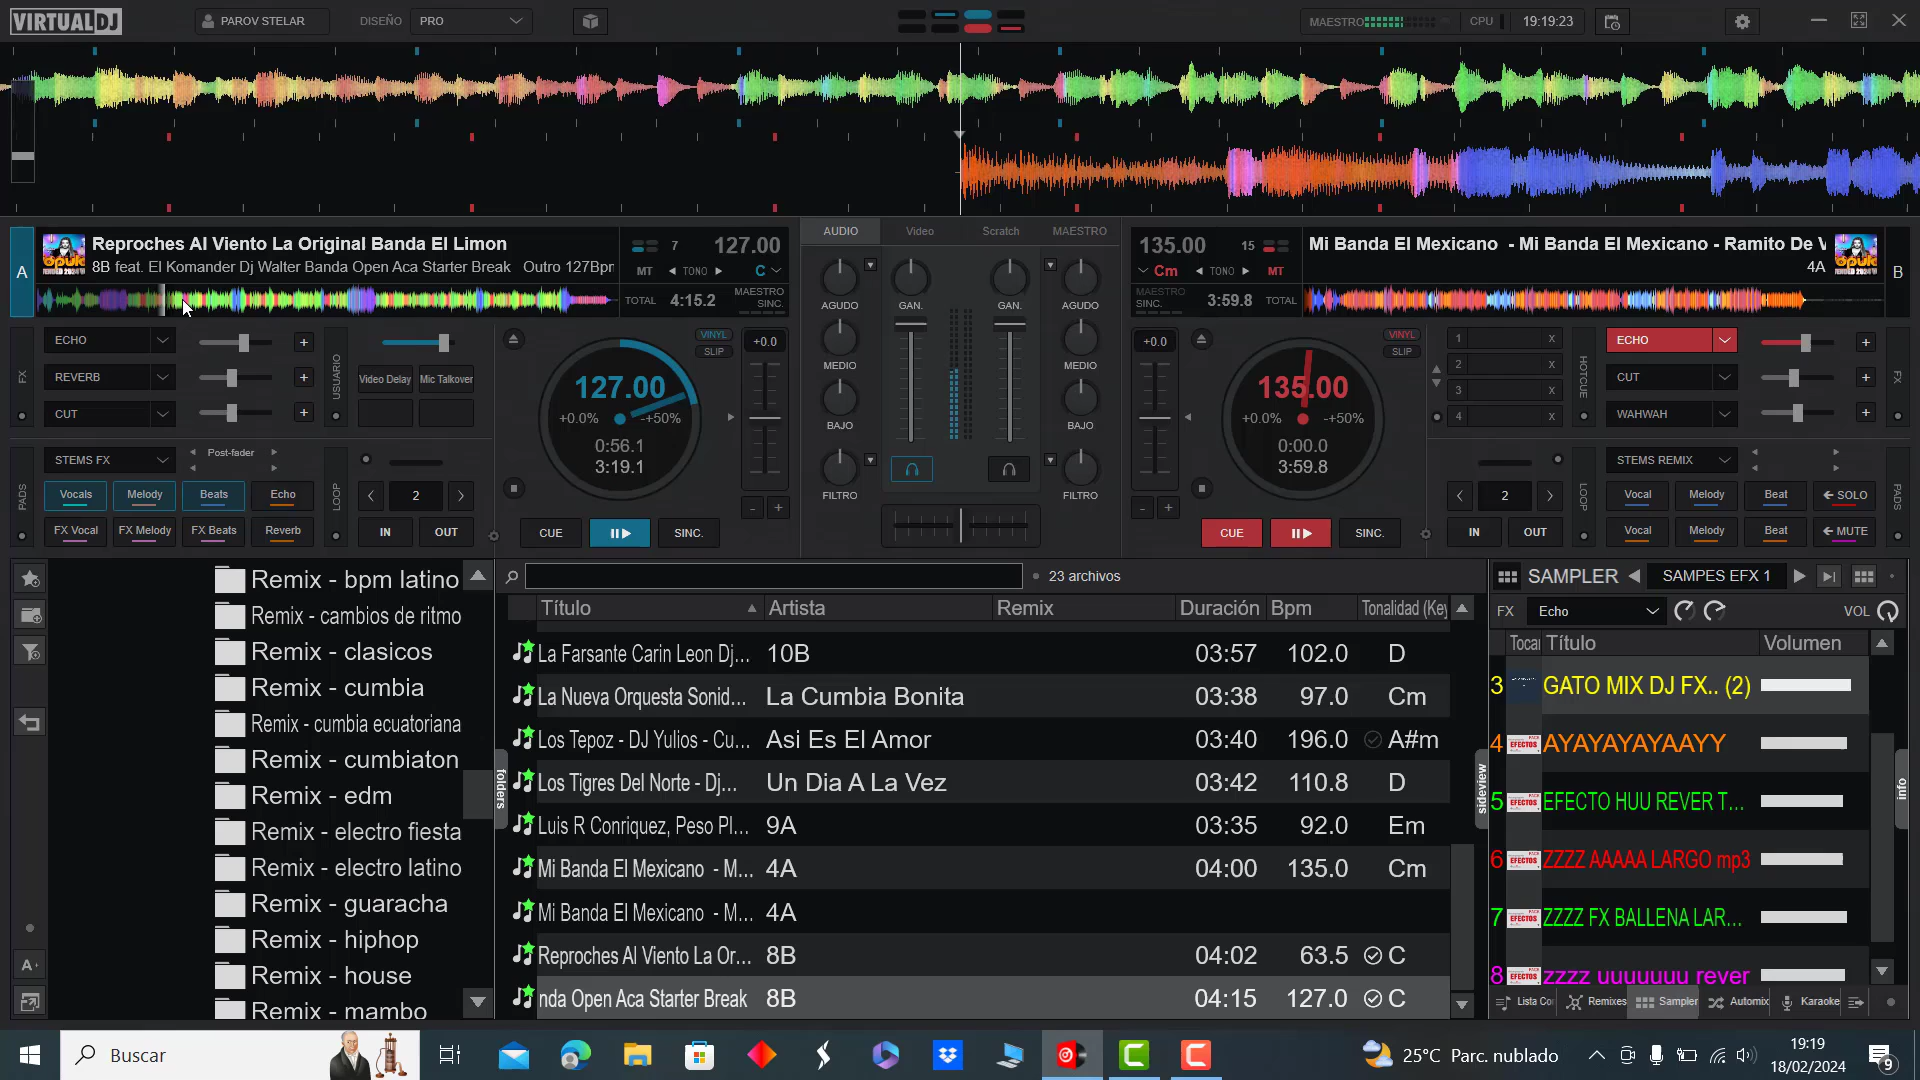 VIRTUALDJ
PAROV STELAR
DISEÑO
PRO
MAESTRO
CPU
19:19:23
A
Reproches Al Viento La Original Banda El Limon
8B feat. El Komander Dj Walter Banda Open Aca Starter Break Outro 127Bpm
7
127.00
MT
TONO
C
TOTAL
4:15.2
MAESTRO
SINC.
AUDIO
Video
Scratch
MAESTRO
135.00
15
Cm
TONO
MT
MAESTRO
SINC.
3:59.8
TOTAL
Mi Banda El Mexicano - Mi Banda El Mexicano - Ramito De V
4A
B
FX
ECHO
REVERB
CUT
USUARIO
Video Delay
Mic Talkover
VINYL
SLIP
+0.0
127.00
+0.0%
-+50%
0:56.1
3:19.1
AGUDO
MEDIO
BAJO
FILTRO
GAN.
GAN.
AGUDO
MEDIO
BAJO
FILTRO
+0.0
VINYL
SLIP
135.00
+0.0%
-+50%
0:00.0
3:59.8
1 x
2 x
3 x
4 x
HOTCUE
ECHO
CUT
WAHWAH
FX
PADS
STEMS FX
Post-fader
Vocals
Melody
Beats
Echo
FX Vocal
FX Melody
FX Beats
Reverb
LOOP
2
IN
OUT
CUE
SINC.
- +
- +
CUE
SINC.
2
IN
OUT
LOOP
STEMS REMIX
Vocal
Melody
Beat
SOLO
Vocal
Melody
Beat
MUTE
PADS
Remix - bpm latino
Remix - cambios de ritmo
Remix - clasicos
Remix - cumbia
Remix - cumbia ecuatoriana
Remix - cumbiaton
Remix - edm
Remix - electro fiesta
Remix - electro latino
Remix - guaracha
Remix - hiphop
Remix - house
Remix - mambo
folders
23 archivos
Título
Artista
Remix
Duración
Bpm
Tonalidad (Key
La Farsante Carin Leon Dj... 10B 03:57 102.0 D
La Nueva Orquesta Sonid... La Cumbia Bonita 03:38 97.0 Cm
Los Tepoz - DJ Yulios - Cu... Asi Es El Amor 03:40 196.0 A#m
Los Tigres Del Norte - Dj... Un Dia A La Vez 03:42 110.8 D
Luis R Conriquez, Peso Pl... 9A 03:35 92.0 Em
Mi Banda El Mexicano - M... 4A 04:00 135.0 Cm
Mi Banda El Mexicano - M... 4A
Reproches Al Viento La Or... 8B 04:02 63.5 C
nda Open Aca Starter Break 8B 04:15 127.0 C
sideview
SAMPLER
SAMPES EFX 1
FX
Echo
VOL
Tocar
Título
Volumen
3 GATO MIX DJ FX.. (2)
4 EFECTOS AYAYAYAYAAYY
5 EFECTOS EFECTO HUU REVER T...
6 EFECTOS ZZZZ AAAAA LARGO mp3
7 EFECTOS ZZZZ FX BALLENA LAR...
8 EFECTOS zzzz uuuuuuu rever
info
Lista Cor
Remixes
Sampler
Automix
Karaoke
Buscar
25°C Parc. nublado
19:19
18/02/2024
9